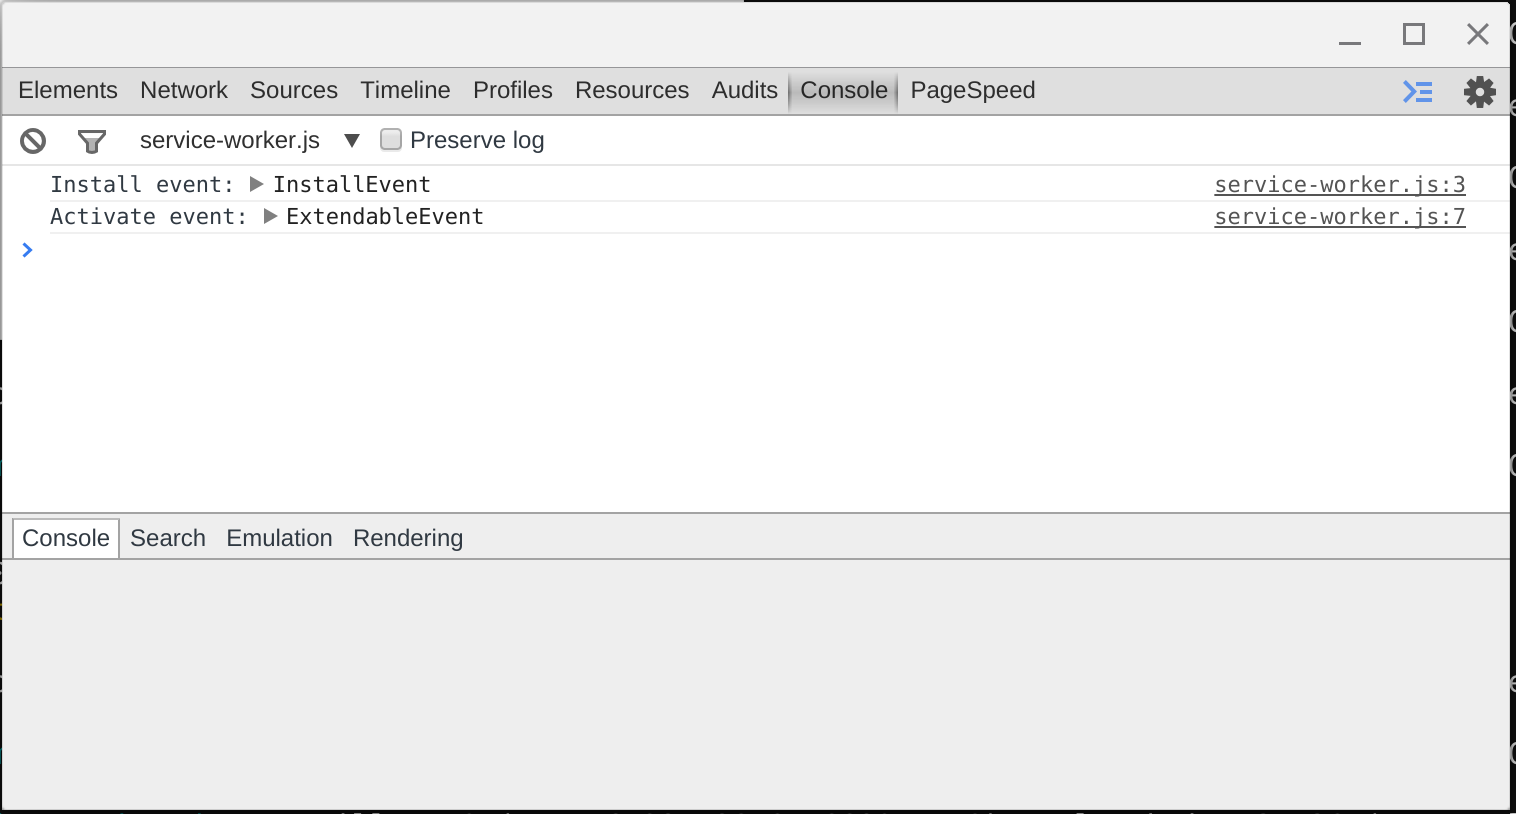 Elements Network Sources Timeline Profiles Resources Audits Console PageSpeed
service-worker.js ▼ Preserve log
Install event: ▶ InstallEvent service-worker.js:3
Activate event: ▶ ExtendableEvent service-worker.js:7
Console Search Emulation Rendering